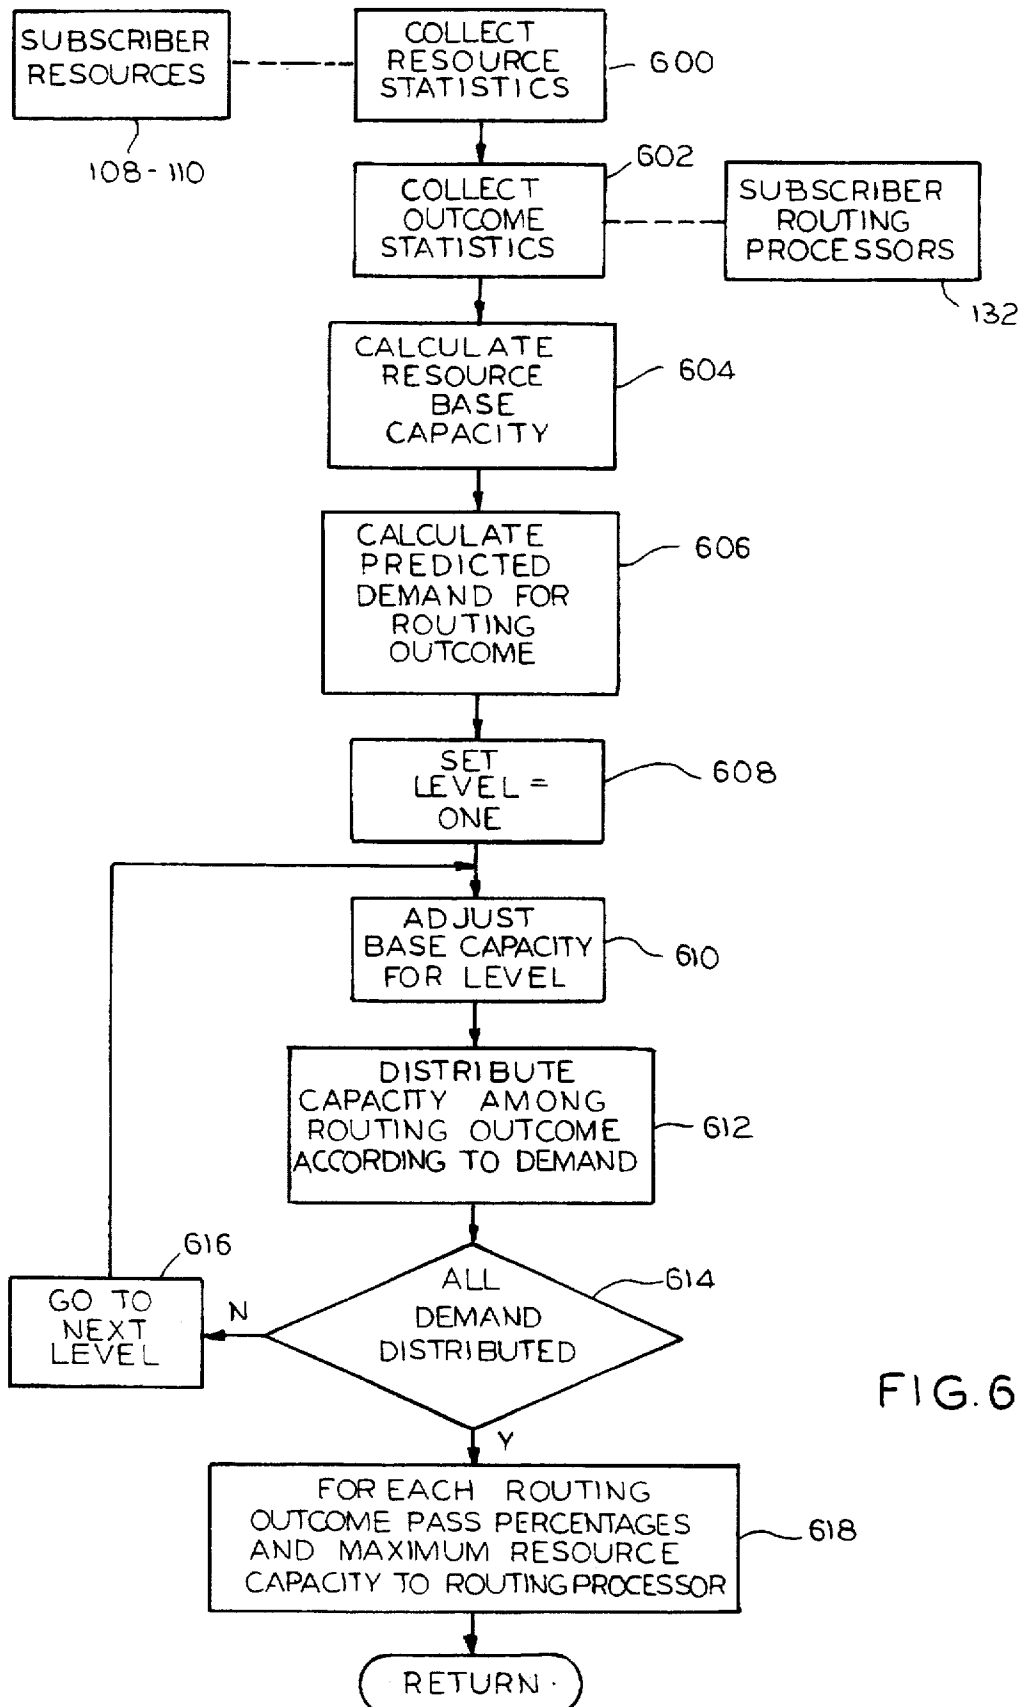 SUBSCRIBER
RESOURCES
108-110
COLLECT
RESOURCE
STATISTICS
600
COLLECT
OUTCOME
STATISTICS
602
SUBSCRIBER
ROUTING
PROCESSORS
132
CALCULATE
RESOURCE
BASE
CAPACITY
604
CALCULATE
PREDICTED
DEMAND FOR
ROUTING
OUTCOME
606
SET
LEVEL =
ONE
608
ADJUST
BASE CAPACITY
FOR LEVEL
610
DISTRIBUTE
CAPACITY AMONG
ROUTING OUTCOME
ACCORDING TO DEMAND
612
ALL
DEMAND
DISTRIBUTED
614
N
616
GO TO
NEXT
LEVEL
Y
FOR EACH ROUTING
OUTCOME PASS PERCENTAGES
AND MAXIMUM RESOURCE
CAPACITY TO ROUTING PROCESSOR
618
RETURN
FIG. 6